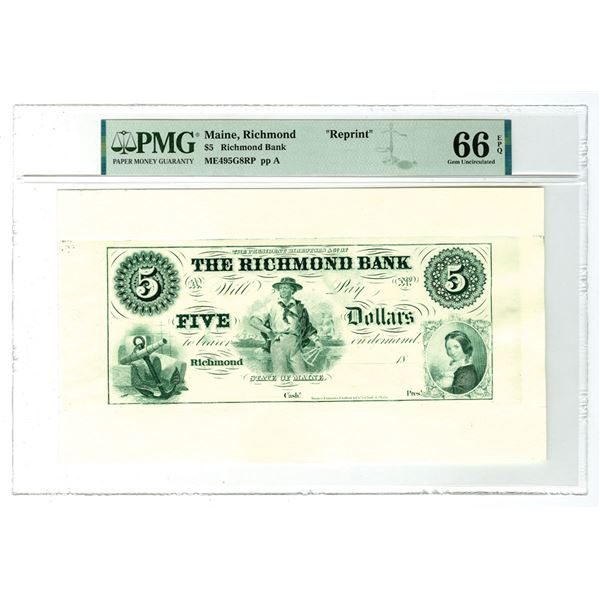 PMG Maine, Richmond "Reprint" 66 EPQ
PAPER MONEY GUARANTY $5 Richmond Bank Gem Uncirculated
ME495G8RP pp A
THE PRESIDENT DIRECTORS & CO. OF
THE RICHMOND BANK
5 A Will Pay 5
FIVE Dollars
to bearer on demand
Richmond 18
STATE OF MAINE.
Cash. Pres.